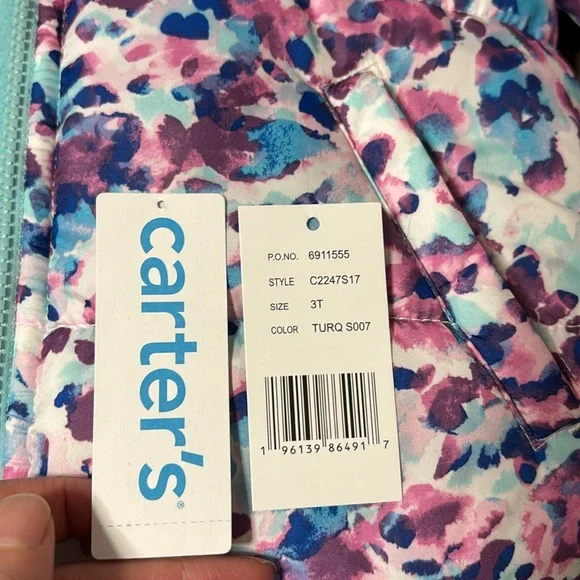 carter's®
P.O.NO. 6911555
STYLE C2247S17
SIZE 3T
COLOR TURQ S007
1 96139 86491 7